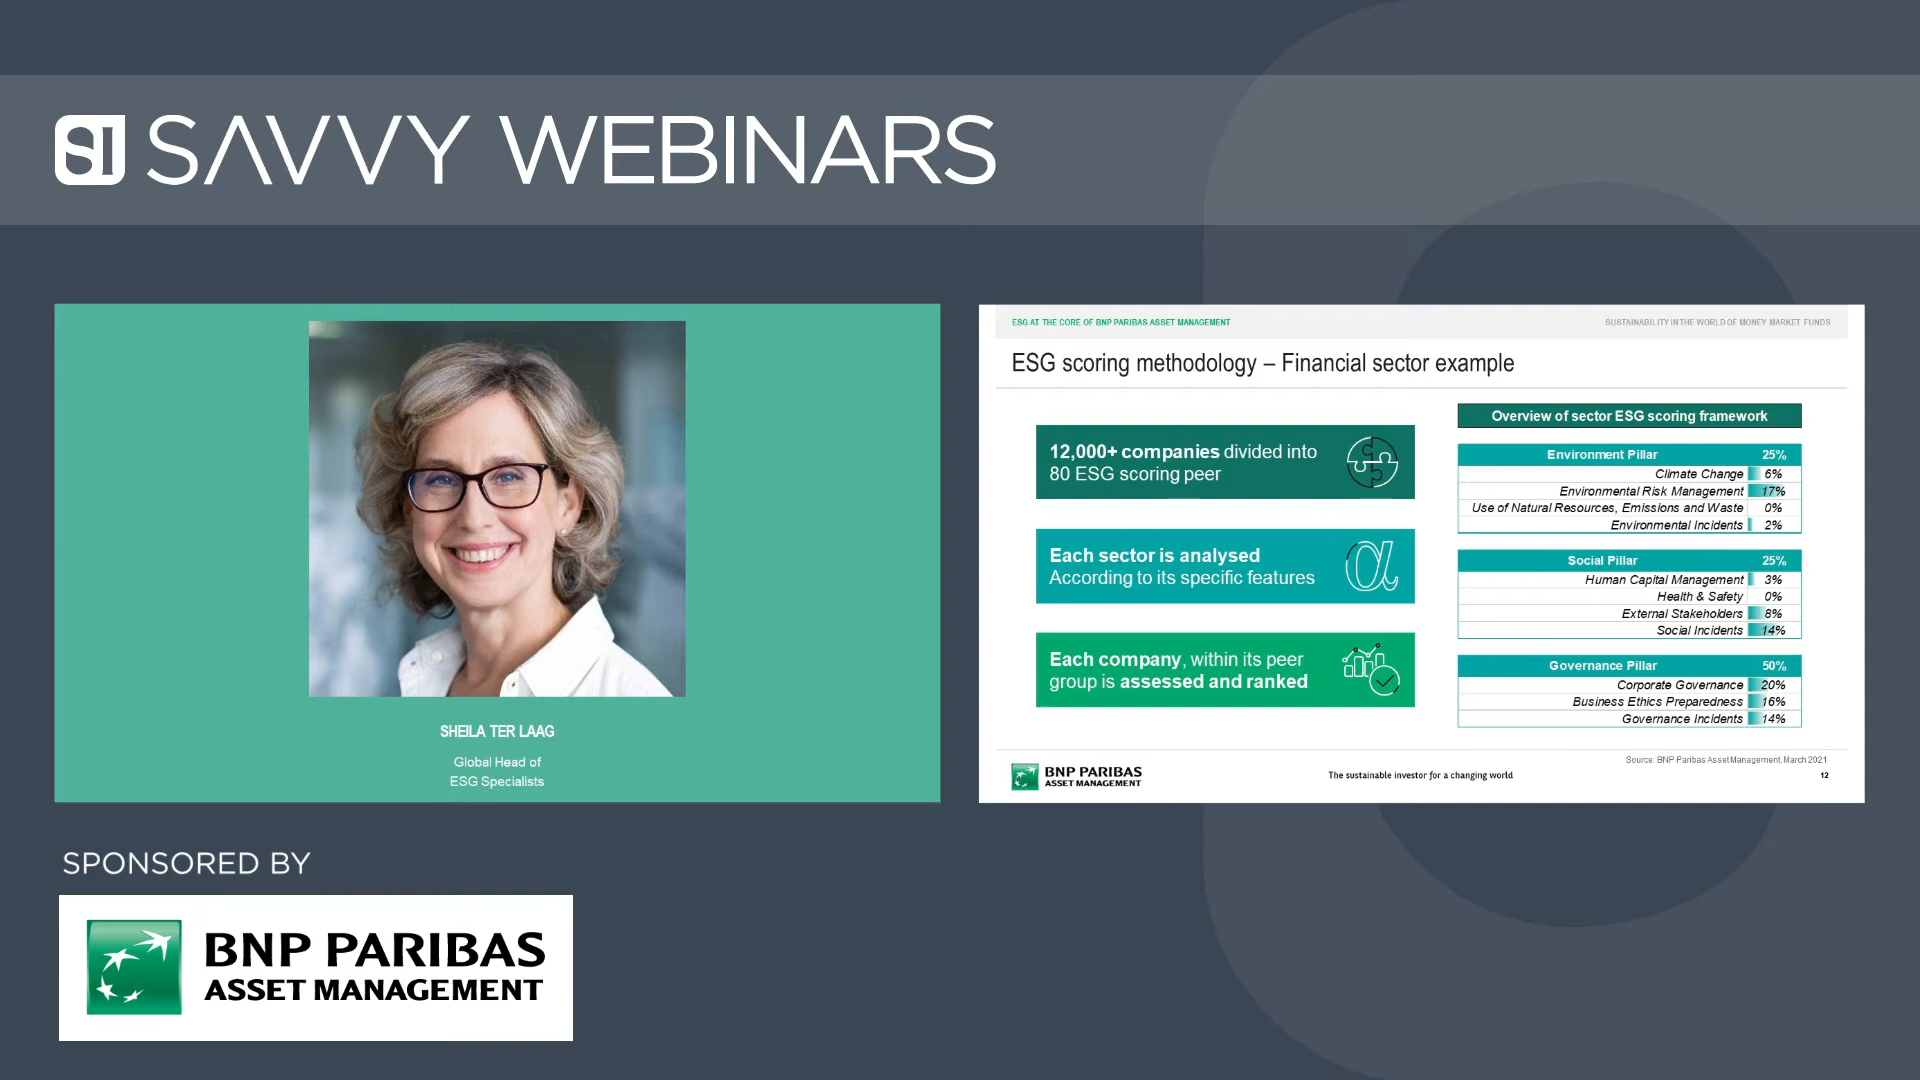 SI SAVVY WEBINARS
SHEILA TER LAAG
Global Head of
ESG Specialists
ESG AT THE CORE OF BNP PARIBAS ASSET MANAGEMENT
SUSTAINABILITY IN THE WORLD OF MONEY MARKET FUNDS
ESG scoring methodology – Financial sector example
12,000+ companies divided into
80 ESG scoring peer
Each sector is analysed
According to its specific features
Each company, within its peer
group is assessed and ranked
Overview of sector ESG scoring framework
Environment Pillar 25%
Climate Change 6%
Environmental Risk Management 17%
Use of Natural Resources, Emissions and Waste 0%
Environmental Incidents 2%
Social Pillar 25%
Human Capital Management 3%
Health & Safety 0%
External Stakeholders 8%
Social Incidents 14%
Governance Pillar 50%
Corporate Governance 20%
Business Ethics Preparedness 16%
Governance Incidents 14%
Source: BNP Paribas Asset Management, March 2021
BNP PARIBAS
ASSET MANAGEMENT
The sustainable investor for a changing world
12
SPONSORED BY
BNP PARIBAS
ASSET MANAGEMENT